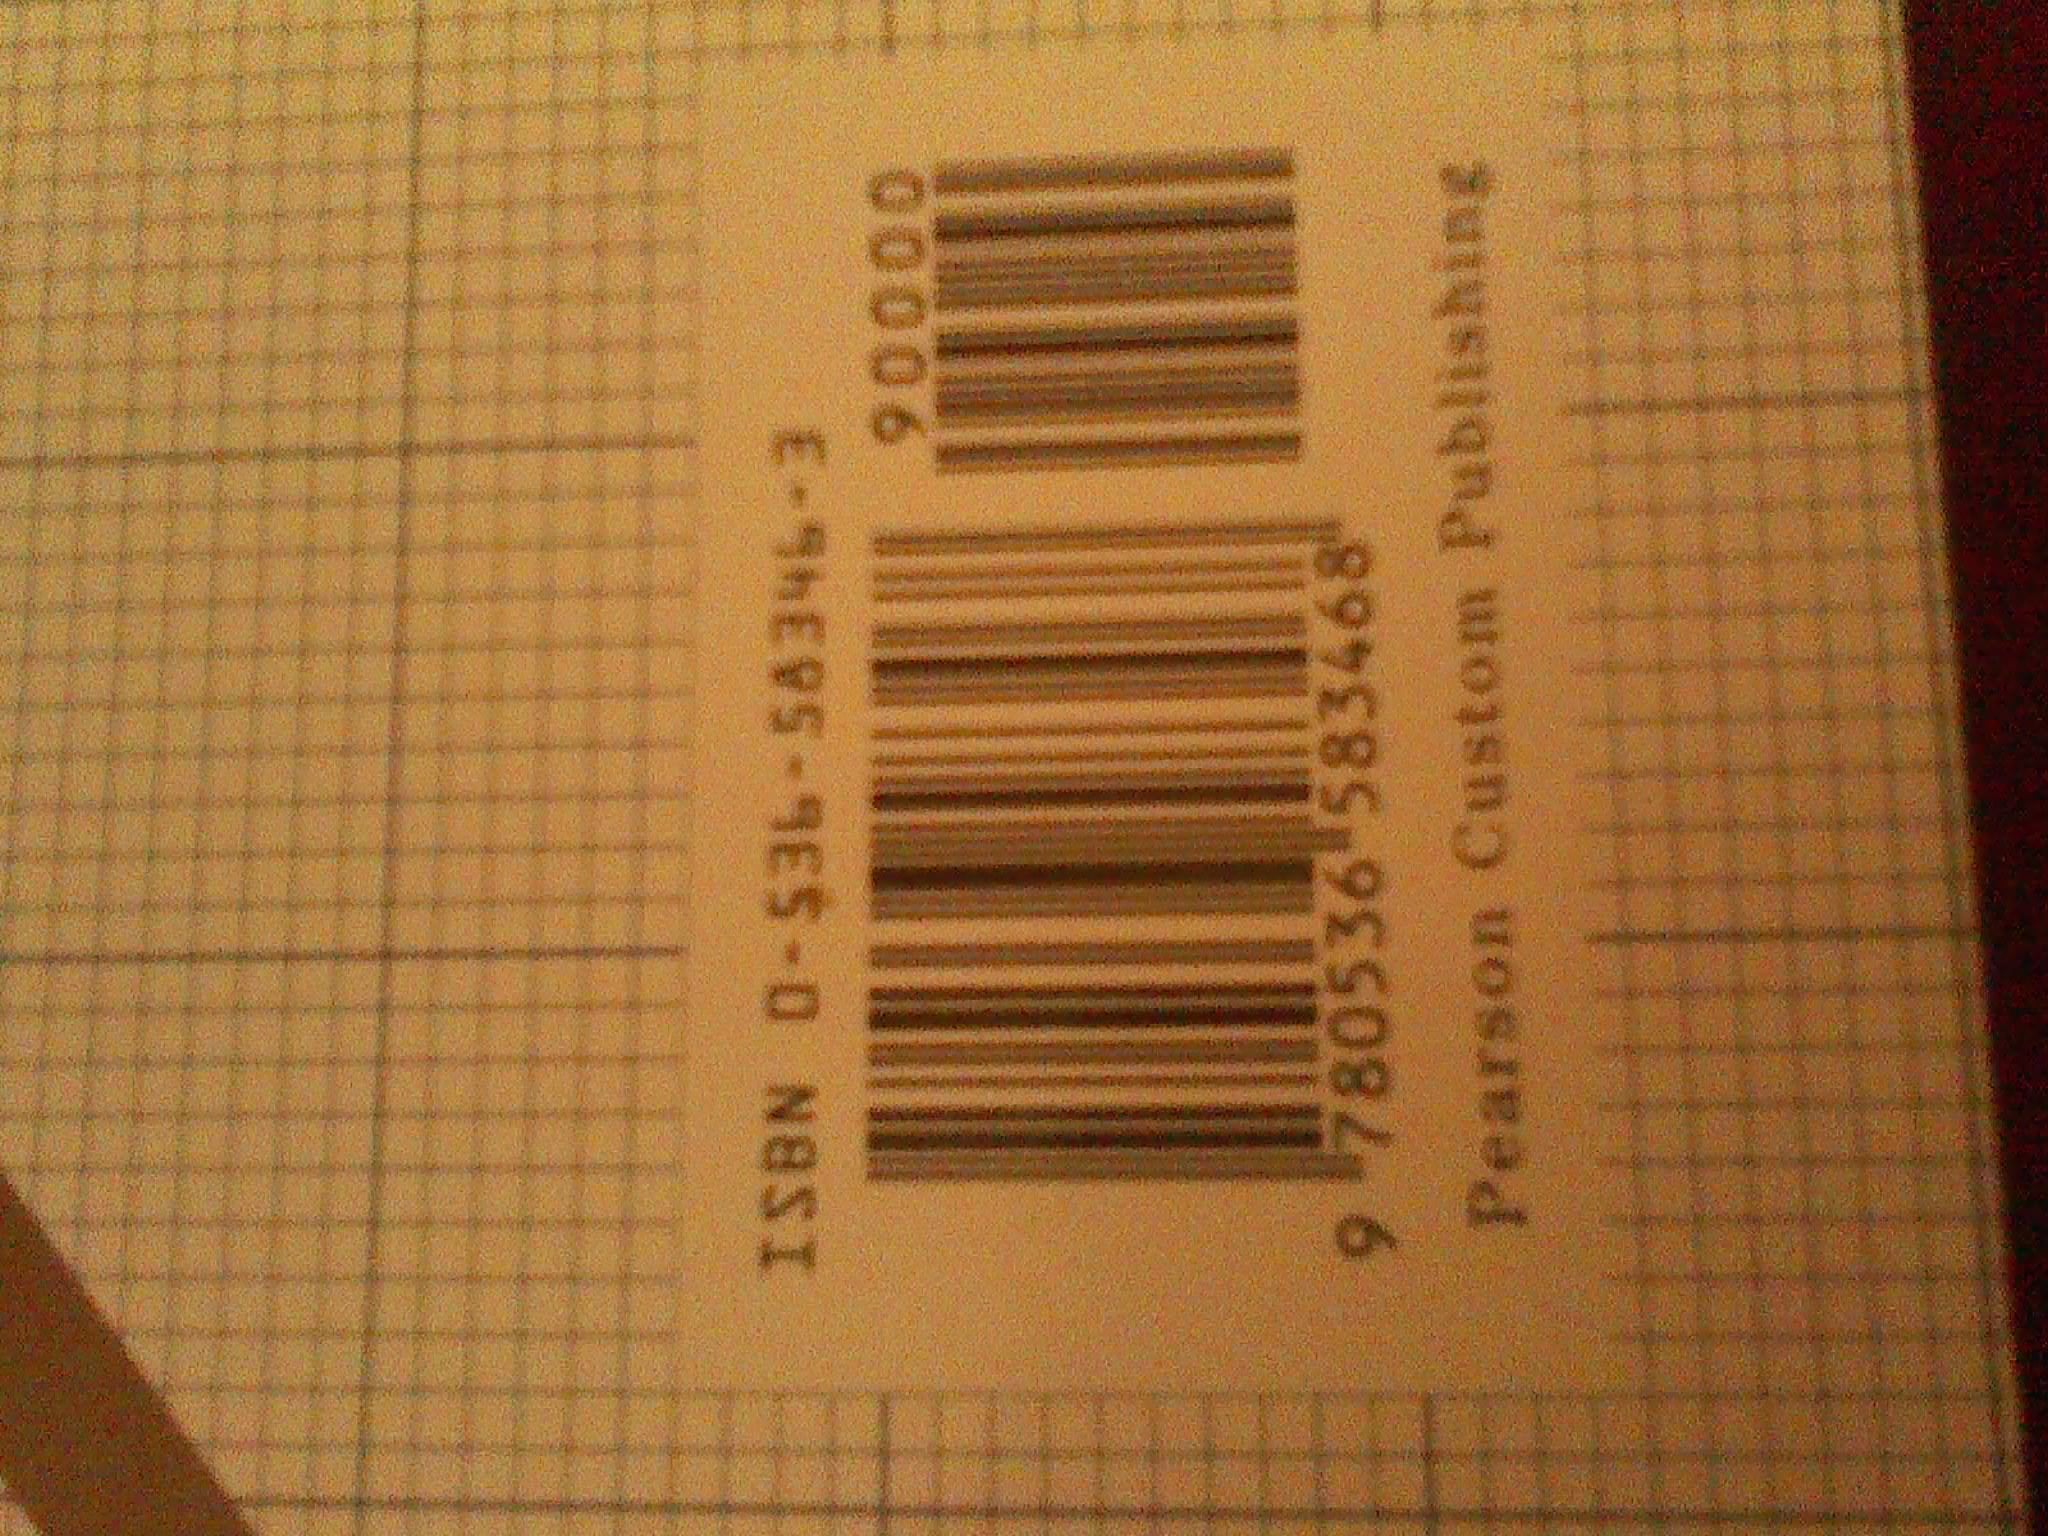 ISBN 0-536-58346-3
90000
9 780536 583468
Pearson Custom Publishing